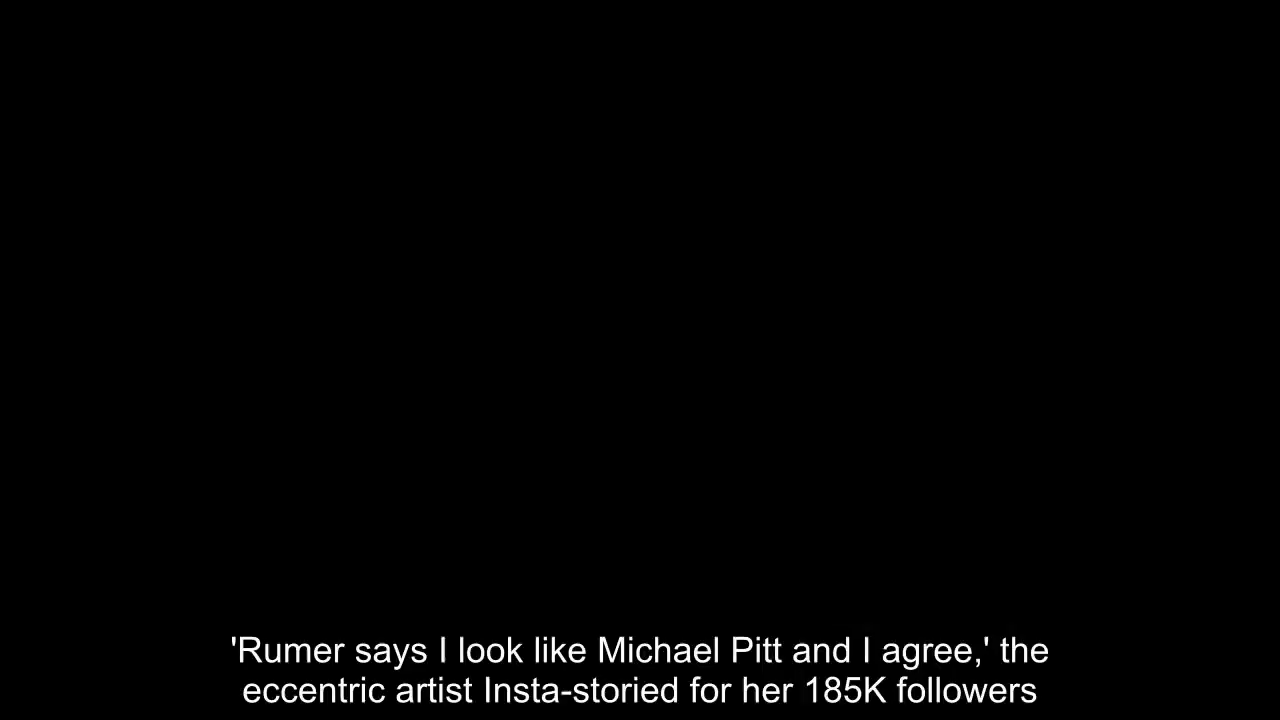 'Rumer says I look like Michael Pitt and I agree,' the
eccentric artist Insta-storied for her 185K followers